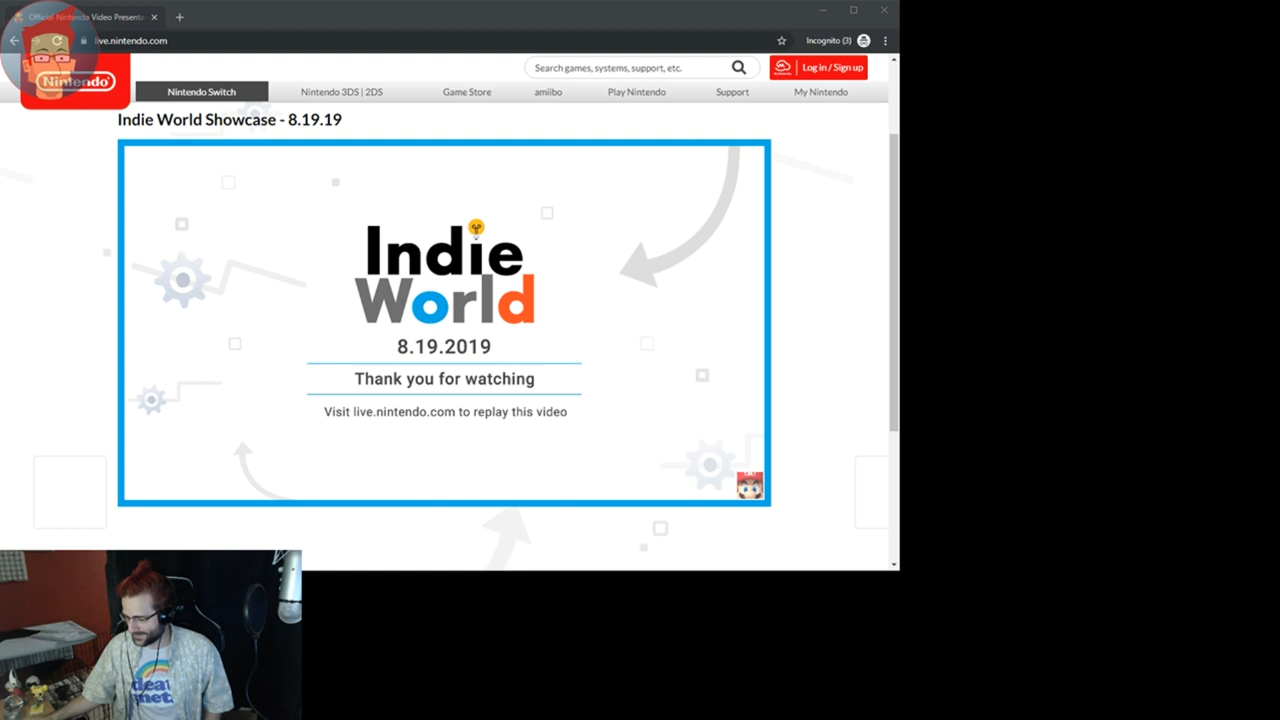 Official Nintendo Video Presenta
live.nintendo.com
Incognito (3)
Nintendo
Search games, systems, support, etc.
Log in / Sign up
Nintendo Switch
Nintendo 3DS | 2DS
Game Store
amiibo
Play Nintendo
Support
My Nintendo
Indie World Showcase - 8.19.19
Indie
World
8.19.2019
Thank you for watching
Visit live.nintendo.com to replay this video